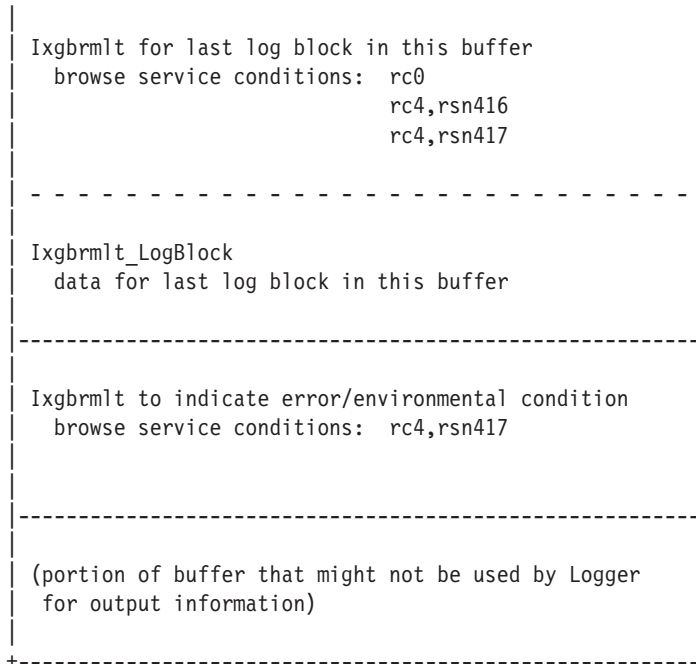 Ixgbrmlt for last log block in this buffer
browse service conditions: rc0
rc4,rsn416
rc4,rsn417
- - - - - - - - - - - - - - - - - - - - - - - - - - - -
Ixgbrmlt_LogBlock
data for last log block in this buffer
---------------------------------------------------------
Ixgbrmlt to indicate error/environmental condition
browse service conditions: rc4,rsn417
---------------------------------------------------------
(portion of buffer that might not be used by Logger
for output information)
+---------------------------------------------------------